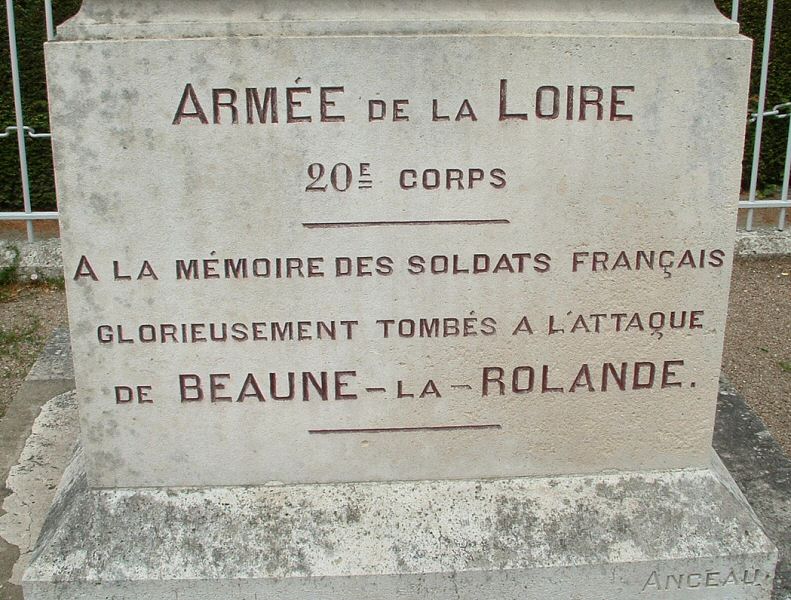 ARMÉE DE LA LOIRE
20E CORPS
A LA MÉMOIRE DES SOLDATS FRANÇAIS
GLORIEUSEMENT TOMBÉS A L'ATTAQUE
DE BEAUNE-LA-ROLANDE.
ANCEAU